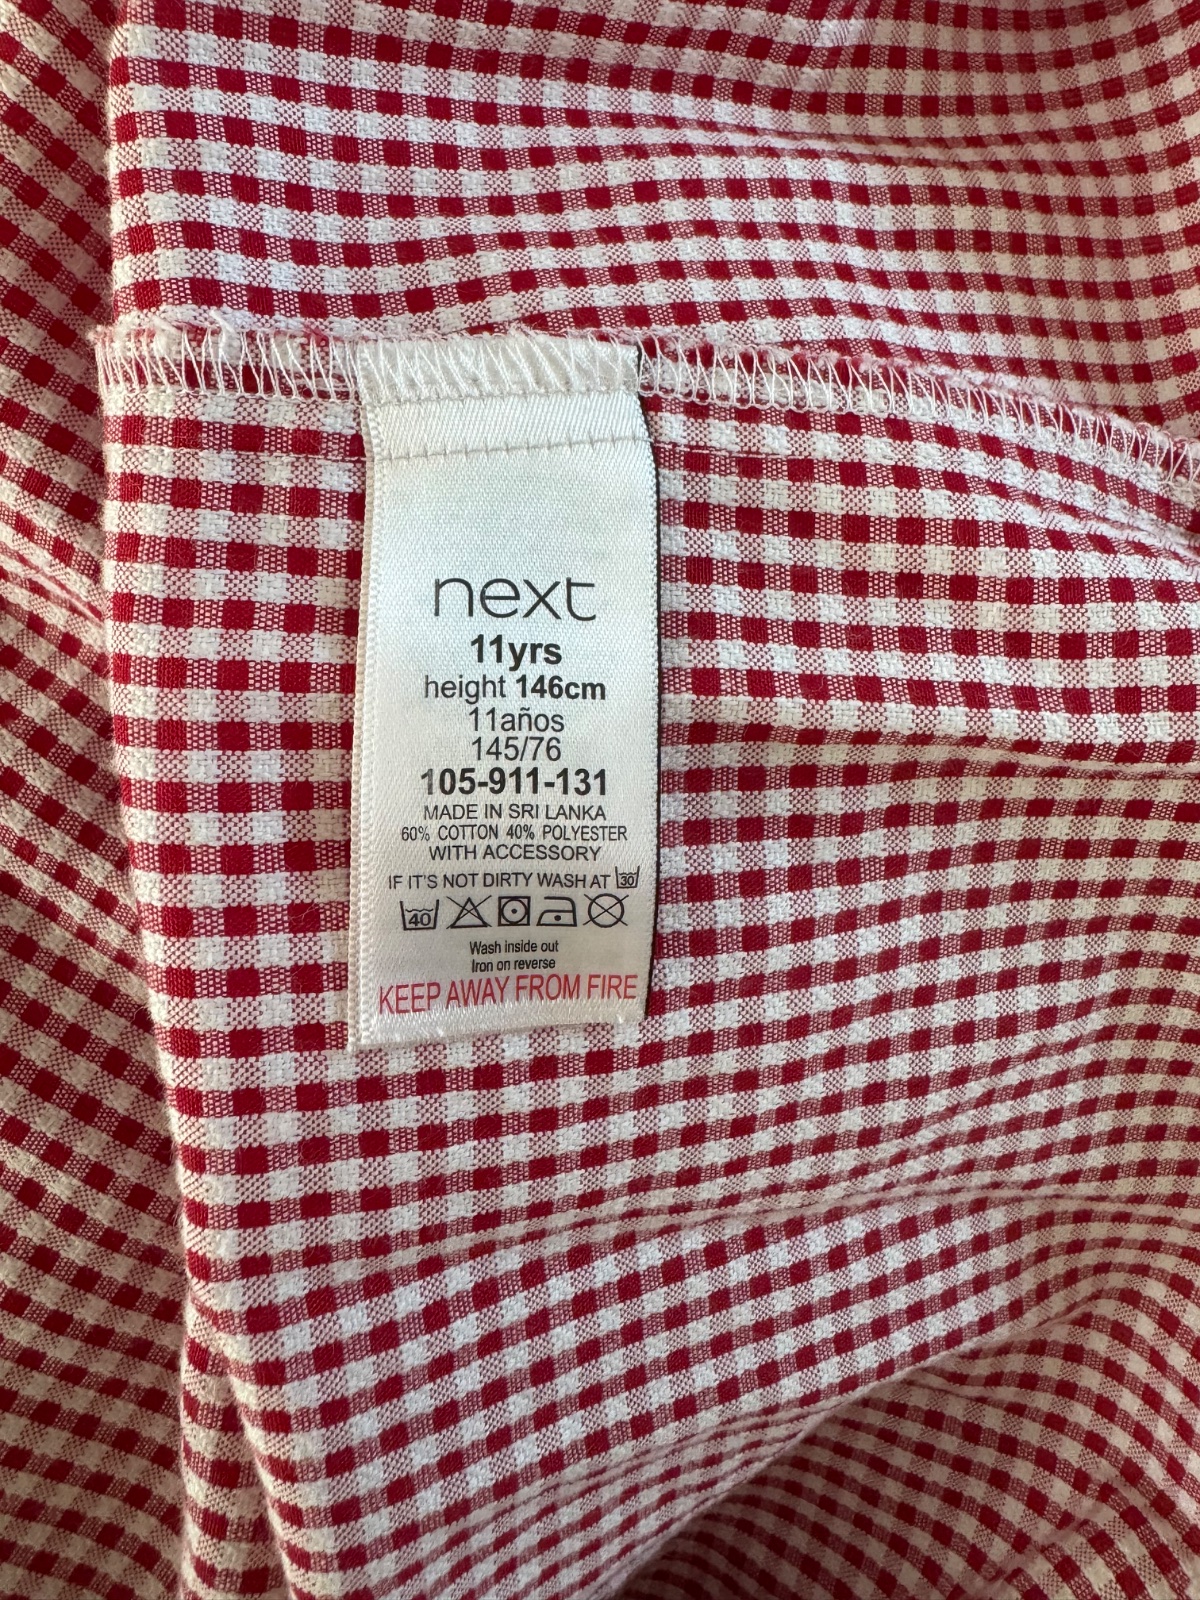 next
11yrs
height 146cm
11años
145/76
105-911-131
MADE IN SRI LANKA
60% COTTON 40% POLYESTER
WITH ACCESSORY
IF IT'S NOT DIRTY WASH AT 30
40
Wash inside out
Iron on reverse
KEEP AWAY FROM FIRE